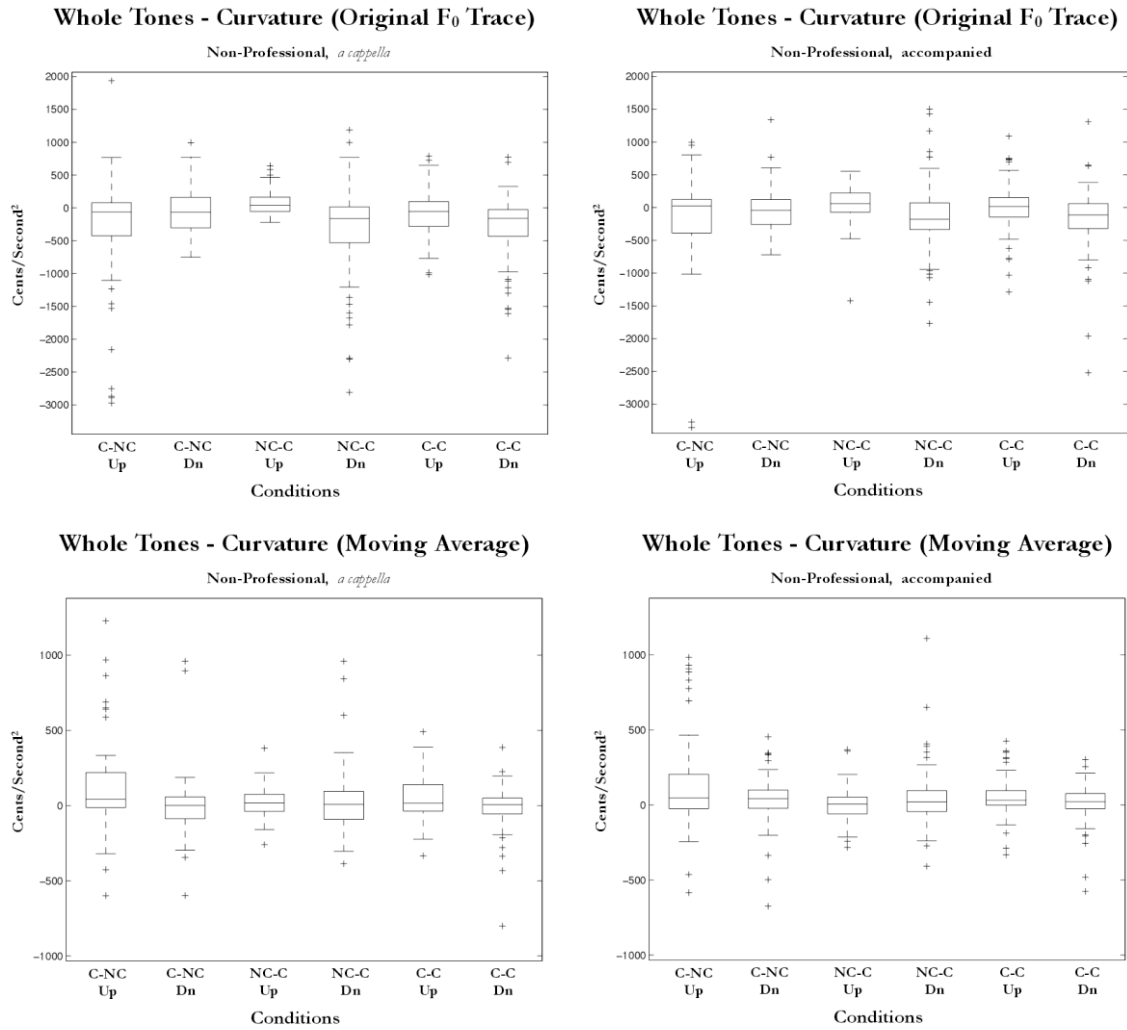 Whole Tones - Curvature (Original F₀ Trace)
Non-Professional, a cappella
Cents/Second²
2000
1500
1000
500
0
−500
−1000
−1500
−2000
−2500
−3000
C-NC C-NC NC-C NC-C C-C C-C
Up Dn Up Dn Up Dn
Conditions
Whole Tones - Curvature (Original F₀ Trace)
Non-Professional, accompanied
Cents/Second²
2000
1500
1000
500
0
−500
−1000
−1500
−2000
−2500
−3000
C-NC C-NC NC-C NC-C C-C C-C
Up Dn Up Dn Up Dn
Conditions
Whole Tones - Curvature (Moving Average)
Non-Professional, a cappella
Cents/Second²
1000
500
0
−500
−1000
C-NC C-NC NC-C NC-C C-C C-C
Up Dn Up Dn Up Dn
Conditions
Whole Tones - Curvature (Moving Average)
Non-Professional, accompanied
Cents/Second²
1000
500
0
−500
−1000
C-NC C-NC NC-C NC-C C-C C-C
Up Dn Up Dn Up Dn
Conditions